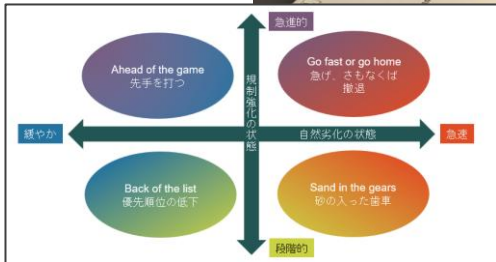 急進的
Ahead of the game
先手を打つ
Go fast or go home
急げ、さもなくば
撤退
規制強化の状態
緩やか
自然劣化の状態
急速
Back of the list
優先順位の低下
Sand in the gears
砂の入った歯車
段階的